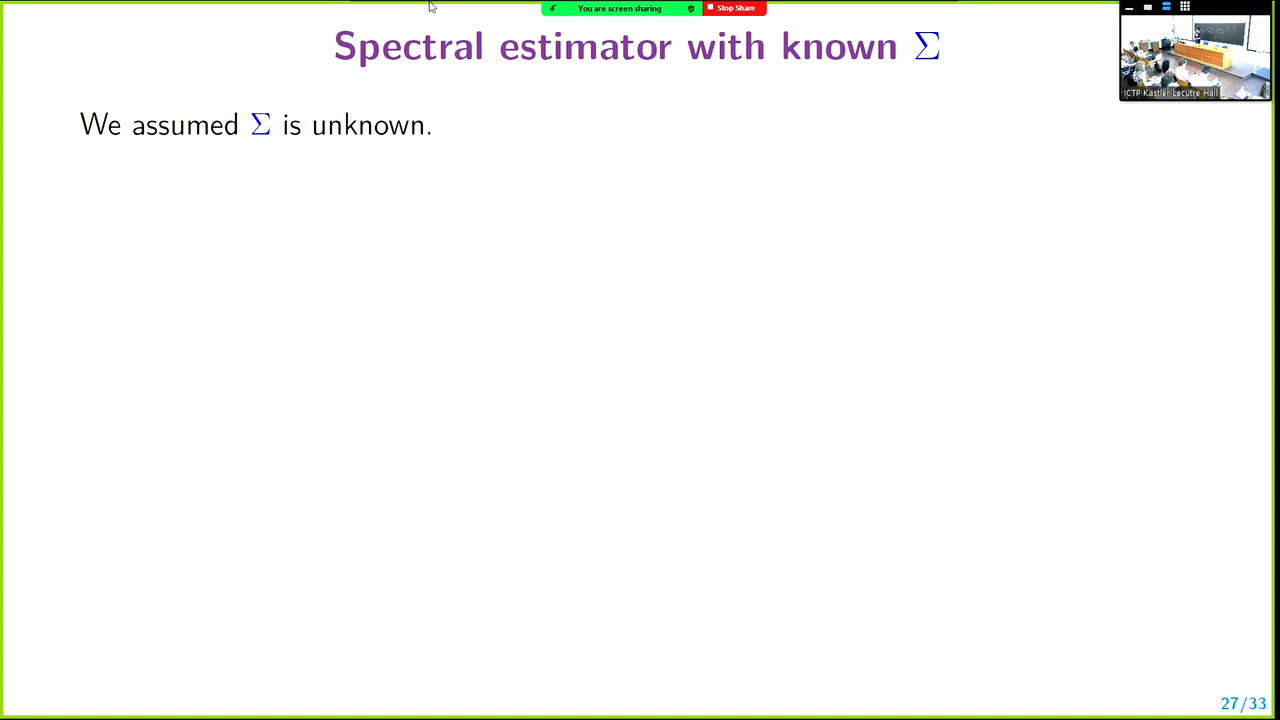 You are screen sharing
Stop Share
Spectral estimator with known Σ
ICTP Kastler Lecutre Hall
We assumed Σ is unknown.
27/33